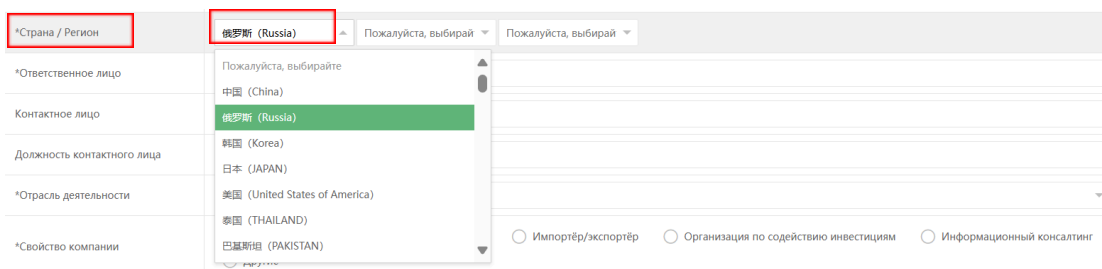 *Страна / Регион 俄罗斯 (Russia) Пожалуйста, выбирай Пожалуйста, выбирай
Пожалуйста, выбирайте
*Ответственное лицо
中国 (China)
Контактное лицо
俄罗斯 (Russia)
韩国 (Korea)
Должность контактного лица
日本 (JAPAN)
*Отрасль деятельности
美国 (United States of America)
泰国 (THAILAND)
*Свойство компании
巴基斯坦 (PAKISTAN)
Импортёр/экспортёр Организация по содействию инвестициям Информационный консалтинг